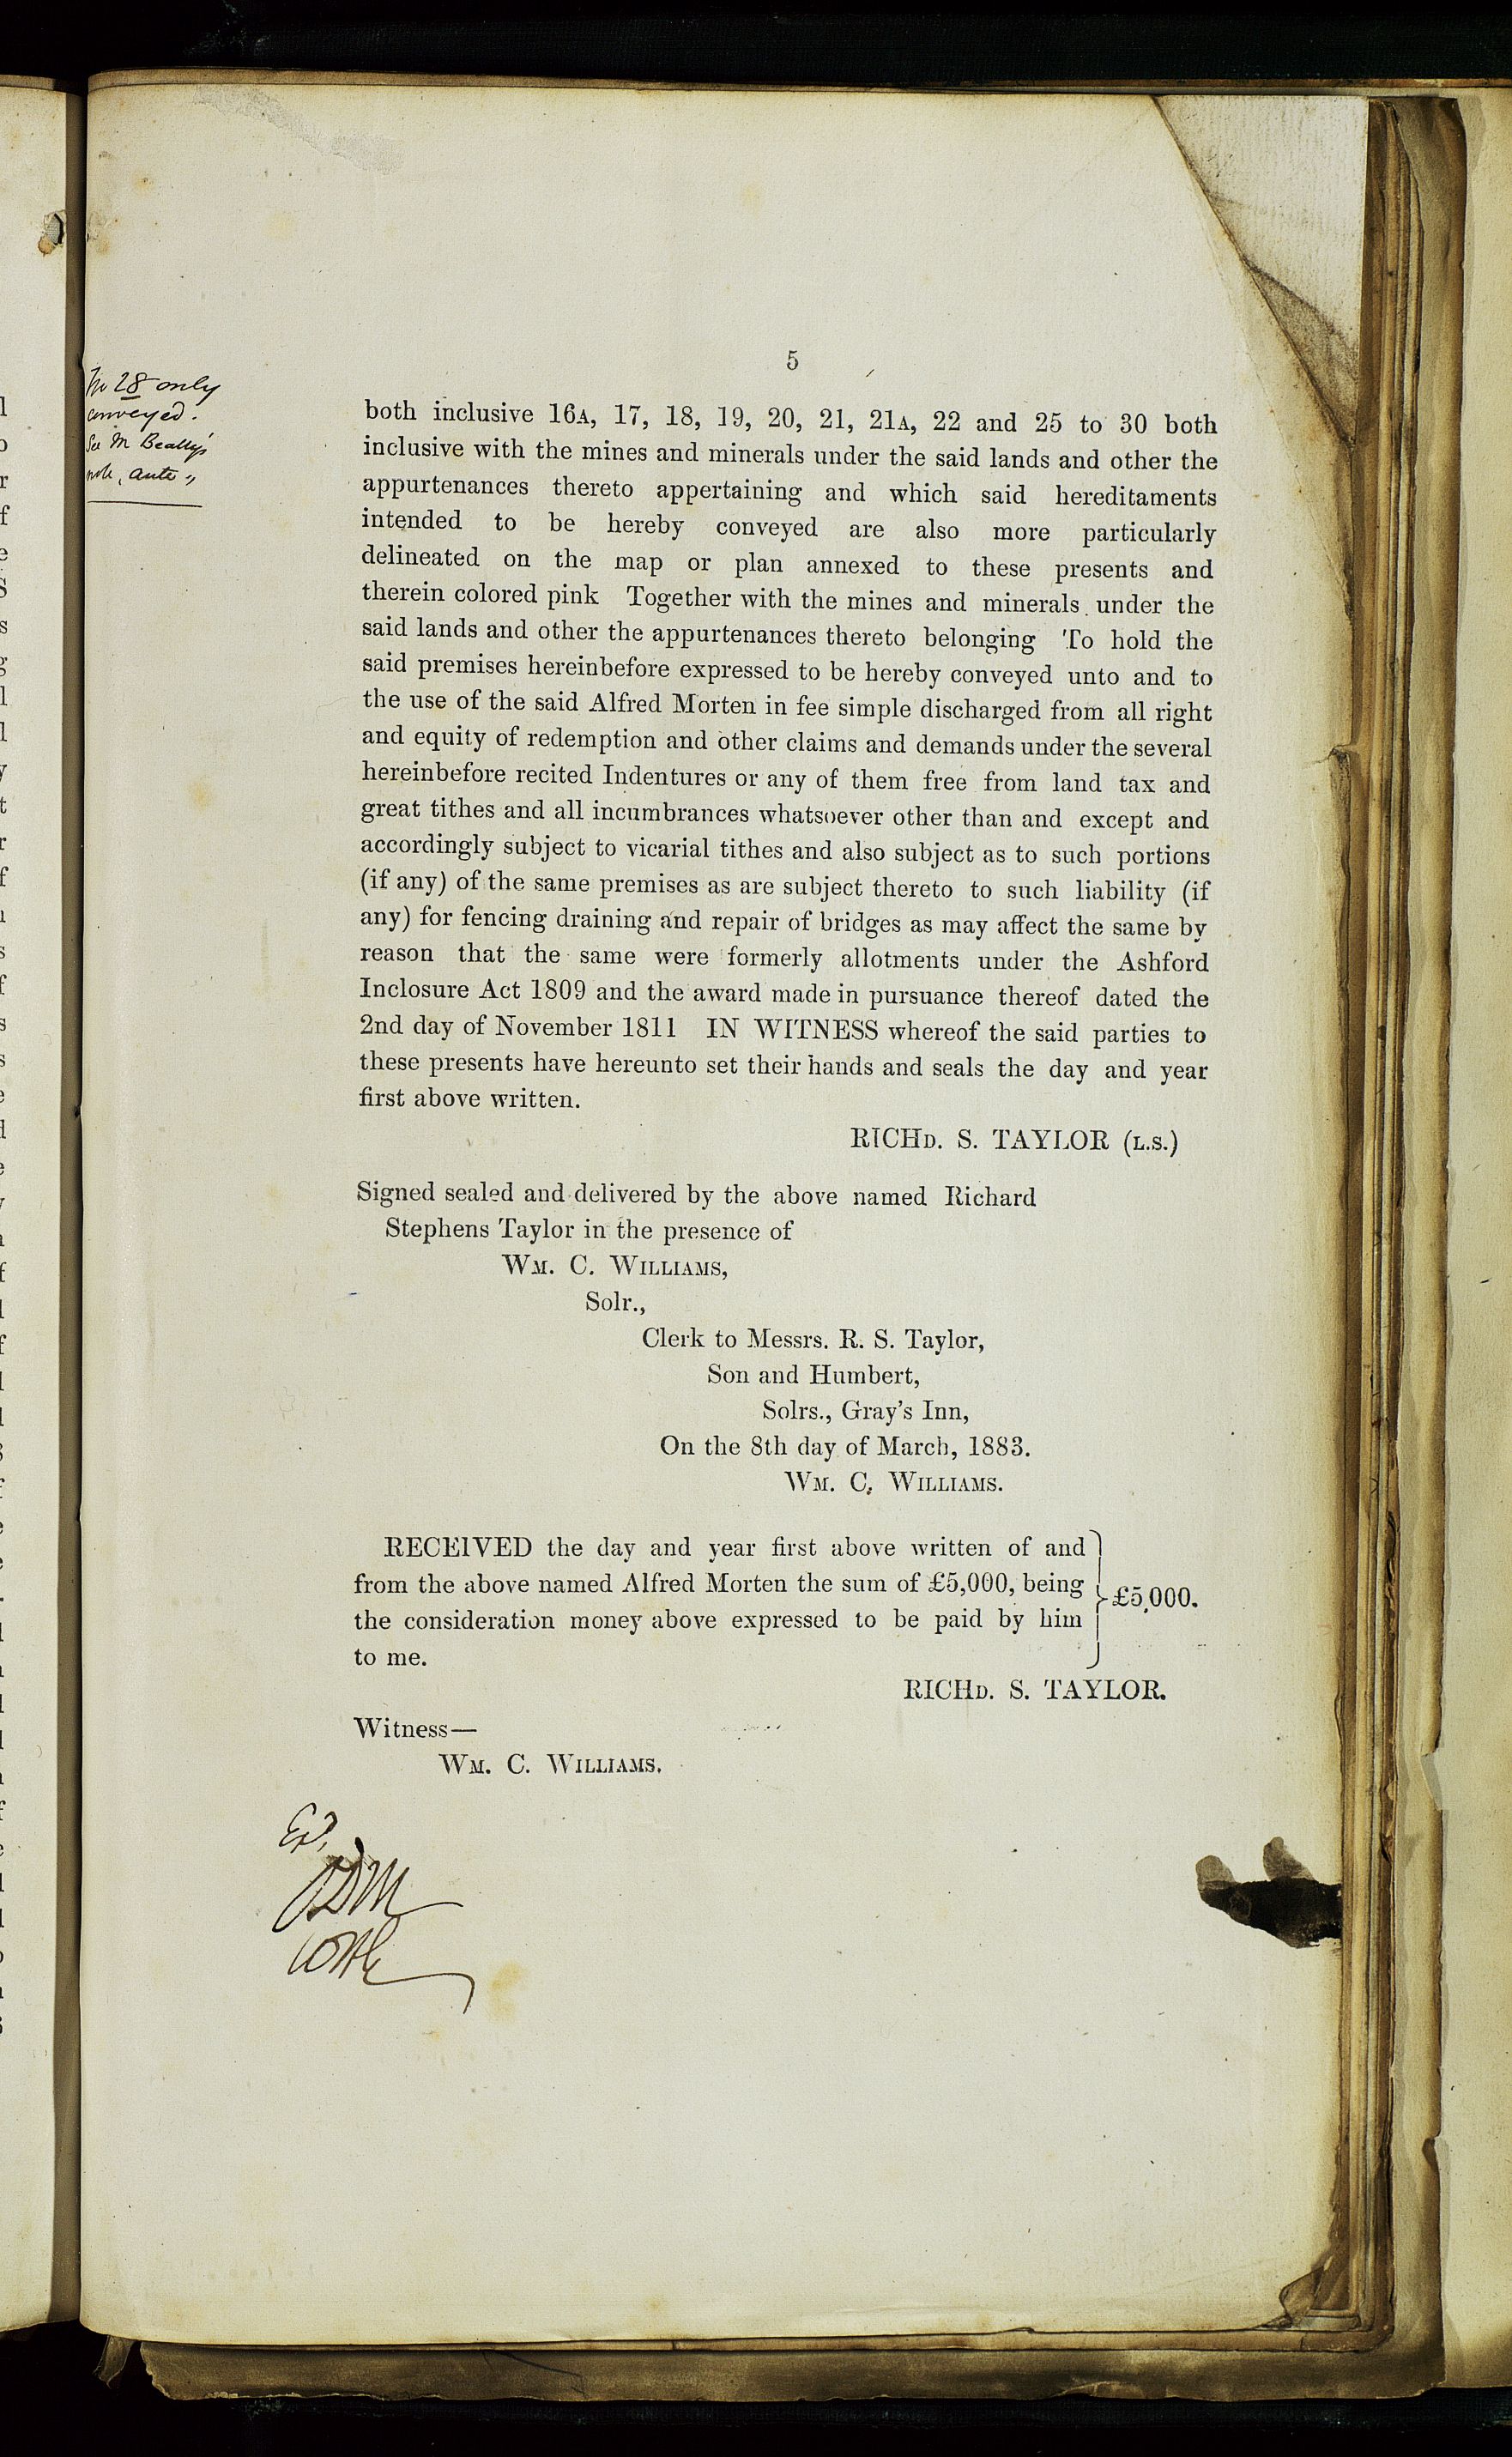 5
No 28 only
conveyed.
See Mr Beally's
note, ante
both inclusive 16A, 17, 18, 19, 20, 21, 21A, 22 and 25 to 30 both
inclusive with the mines and minerals under the said lands and other the
appurtenances thereto appertaining and which said hereditaments
intended to be hereby conveyed are also more particularly
delineated on the map or plan annexed to these presents and
therein colored pink Together with the mines and minerals under the
said lands and other the appurtenances thereto belonging To hold the
said premises hereinbefore expressed to be hereby conveyed unto and to
the use of the said Alfred Morten in fee simple discharged from all right
and equity of redemption and other claims and demands under the several
hereinbefore recited Indentures or any of them free from land tax and
great tithes and all incumbrances whatsoever other than and except and
accordingly subject to vicarial tithes and also subject as to such portions
(if any) of the same premises as are subject thereto to such liability (if
any) for fencing draining and repair of bridges as may affect the same by
reason that the same were formerly allotments under the Ashford
Inclosure Act 1809 and the award made in pursuance thereof dated the
2nd day of November 1811 IN WITNESS whereof the said parties to
these presents have hereunto set their hands and seals the day and year
first above written.
RICHD. S. TAYLOR (L.S.)
Signed sealed and delivered by the above named Richard
Stephens Taylor in the presence of
WM. C. WILLIAMS,
Solr.,
Clerk to Messrs. R. S. Taylor,
Son and Humbert,
Solrs., Gray's Inn,
On the 8th day of March, 1883.
WM. C. WILLIAMS.
RECEIVED the day and year first above written of and
from the above named Alfred Morten the sum of £5,000, being
the consideration money above expressed to be paid by him
to me.
£5,000.
RICHD. S. TAYLOR.
Witness—
WM. C. WILLIAMS.